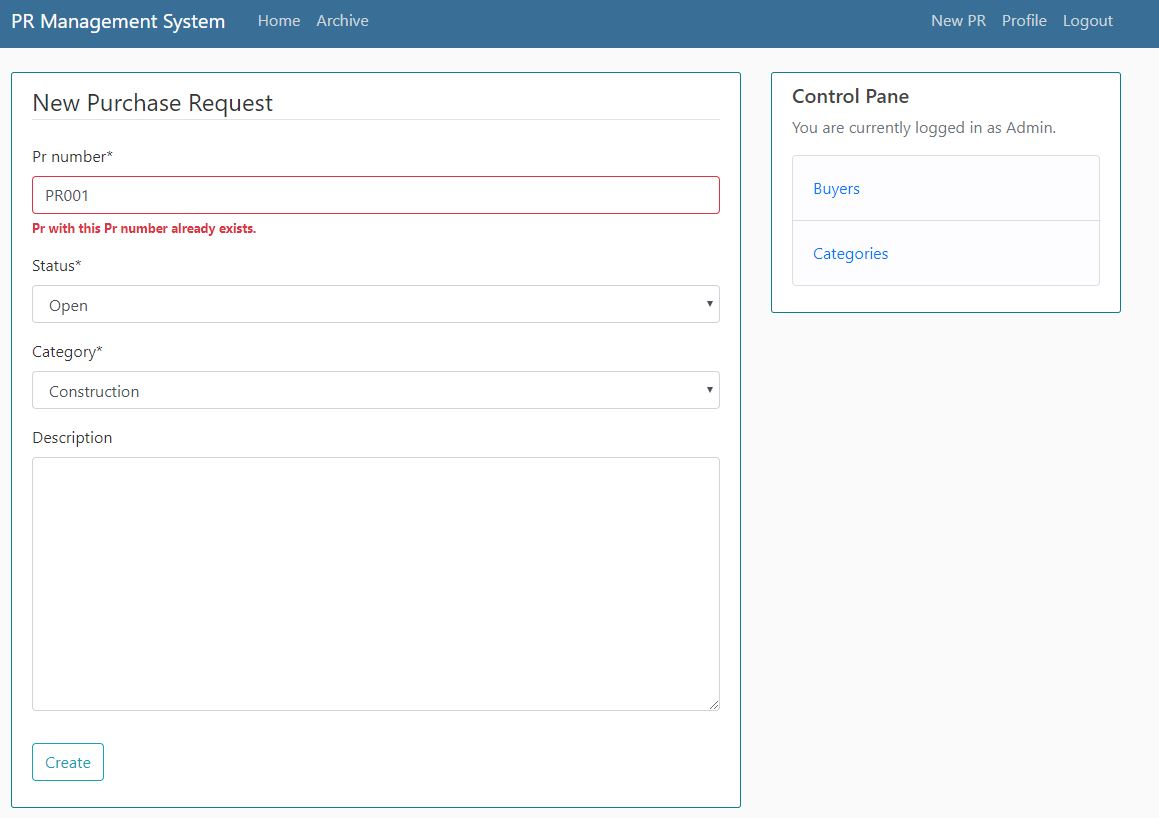 PR Management System Home Archive New PR Profile Logout
New Purchase Request
Pr number*
PR001
Pr with this Pr number already exists.
Status*
Open
Category*
Construction
Description
Create
Control Pane
You are currently logged in as Admin.
Buyers
Categories